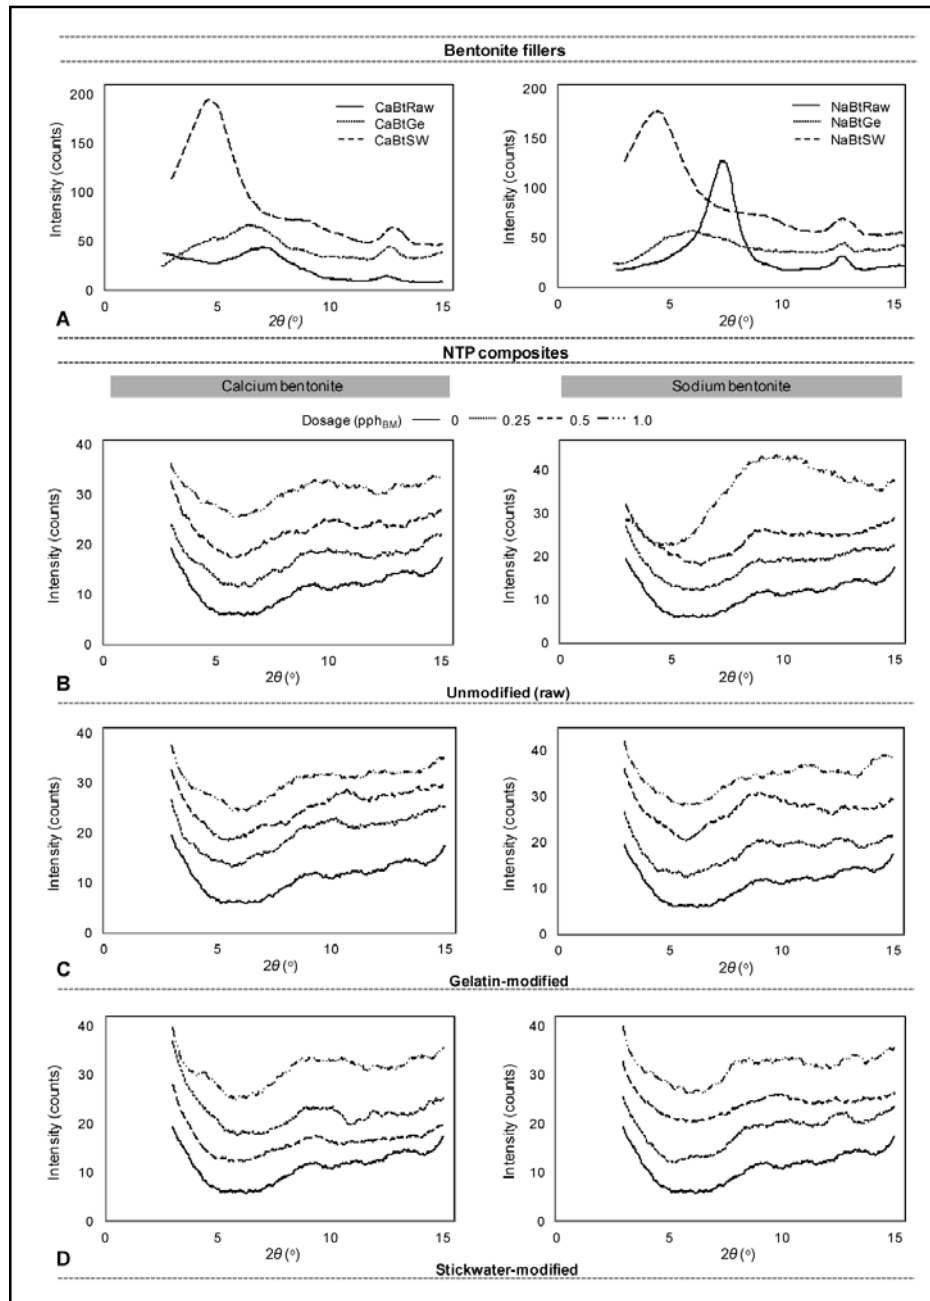 Bentonite fillers
200
150
100
50
0
Intensity (counts)
CaBtRaw
CaBtGe
CaBtSW
0 5 10 15
2θ (°)
A
200
150
100
50
0
Intensity (counts)
NaBtRaw
NaBtGe
NaBtSW
0 5 10 15
2θ (°)
NTP composites
Calcium bentonite Sodium bentonite
Dosage (pphBM) 0 0.25 0.5 1.0
40
30
20
10
0
Intensity (counts)
0 5 10 15
2θ (°)
B
40
30
20
10
0
Intensity (counts)
0 5 10 15
2θ (°)
Unmodified (raw)
40
30
20
10
0
Intensity (counts)
0 5 10 15
2θ (°)
C
40
30
20
10
0
Intensity (counts)
0 5 10 15
2θ (°)
Gelatin-modified
40
30
20
10
0
Intensity (counts)
0 5 10 15
2θ (°)
D
40
30
20
10
0
Intensity (counts)
0 5 10 15
2θ (°)
Stickwater-modified